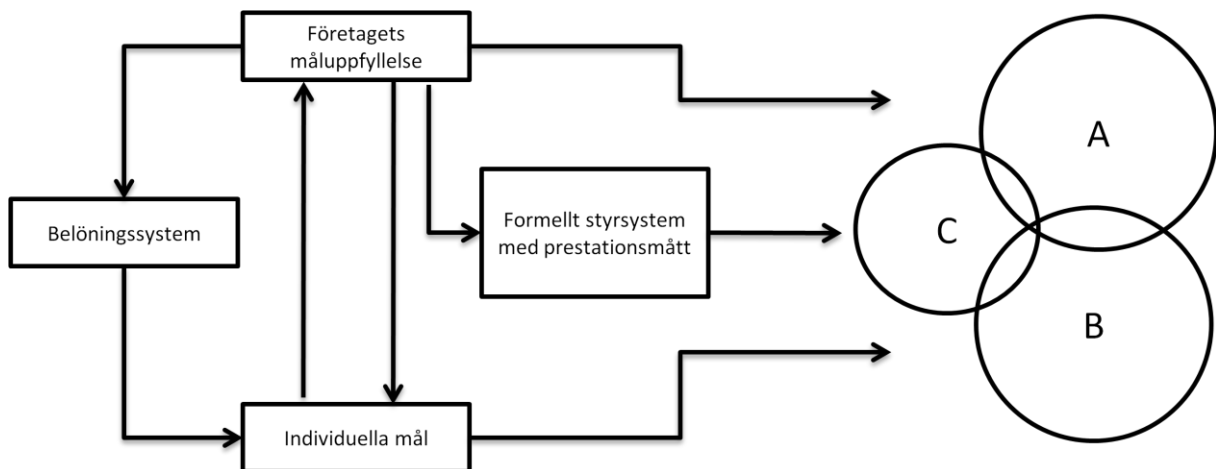 Företagets
måluppfyllelse
A
Belöningssystem
Formellt styrsystem
med prestationsmått
C
B
Individuella mål